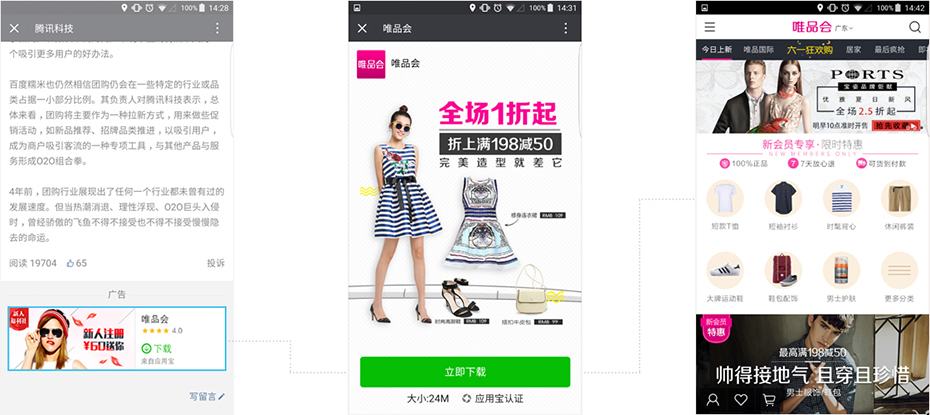 100% 14:28
腾讯科技
个吸引更多用户的好办法。
百度糯米也仍然相信团购仍会在一些特定的行业或品
类占据一小部分比例。其负责人对腾讯科技表示，总
体来看，团购将主要作为一种拉新方式，用来做些促
销活动，如新品推荐、招牌品类推进，以吸引用户，
成为商户吸引客流的一种专项工具，与其他产品与服
务形成O2O组合拳。
4年前，团购行业展现出了任何一个行业都未曾有过的
发展速度。但当热潮消退、理性浮现、O2O巨头入侵
时，曾经骄傲的飞鱼不得不接受也不得不接受慢慢隐
去的命运。
阅读 19704 65 投诉
广告
新人
福利社
新人注册
¥60送你
唯品会
4.0
下载
来自应用宝
写留言
100% 14:31
唯品会
唯品会 唯品会
全场1折起
折上满198减50
完美造型就差它
修身连衣裙 RMB 109
时尚高跟鞋 RMB 109
搭扣牛皮包 RMB 99
立即下载
大小:24M 应用宝认证
100% 14:42
唯品会 广东
今日上新 唯品国际 六一狂欢购 居家 最后疯抢 即将
PORTS
宝姿品牌钜献
优雅夏日新风
全场2.5折起
明早10点准时开售 抢先收藏
新会员专享·限时特惠
NEW MEMBERS ONLY
100%正品 7天放心退 可货到付款
短款T恤 短袖衬衫 时髦背心 休闲裤装
大牌运动鞋 鞋包配饰 男士护肤 更多分类
新会员
特惠
最高满198减50
帅得接地气 且穿且珍惜
男士服饰/鞋包